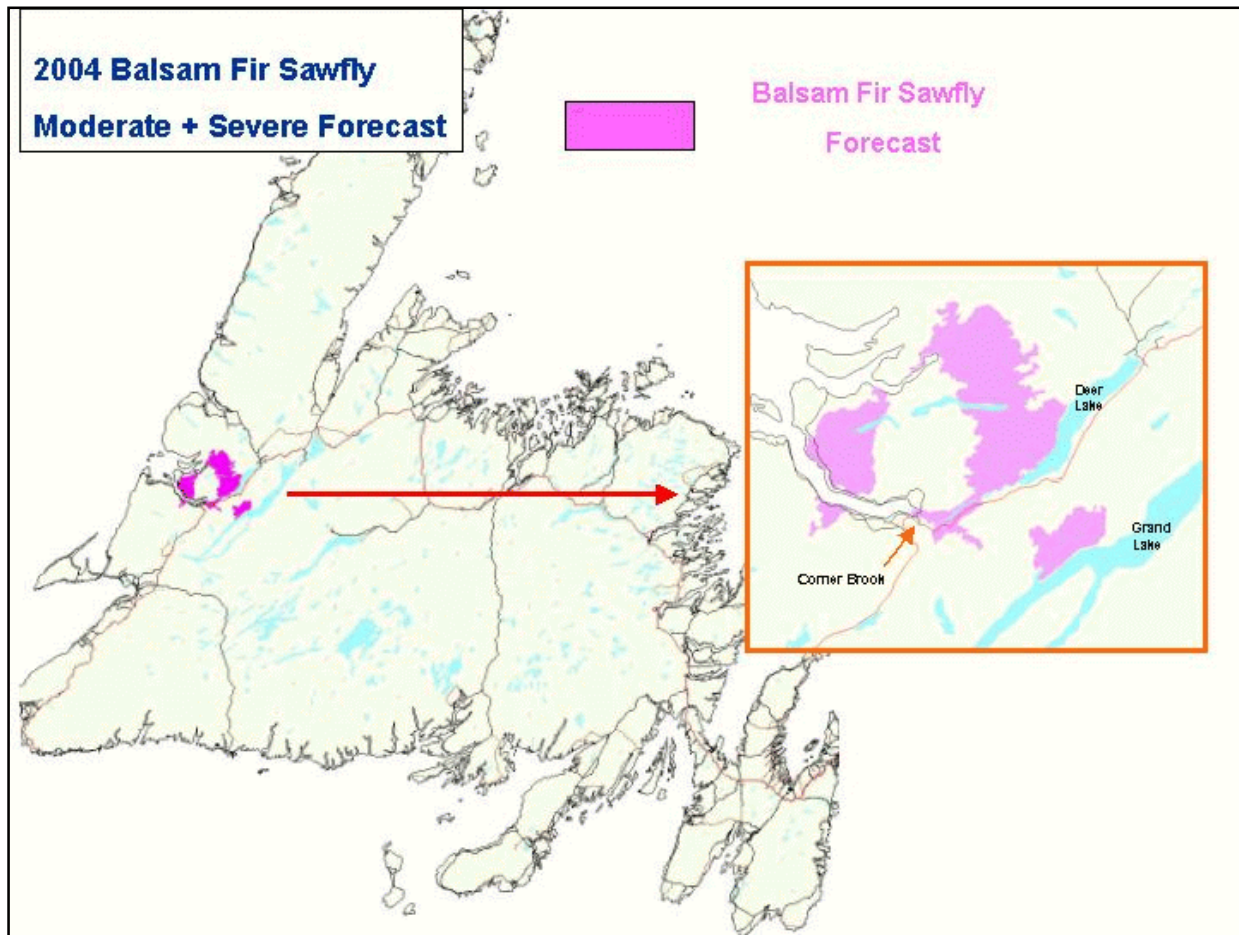 2004 Balsam Fir Sawfly
Moderate + Severe Forecast
Balsam Fir Sawfly
Forecast
Deer
Lake
Grand
Lake
Corner Brook